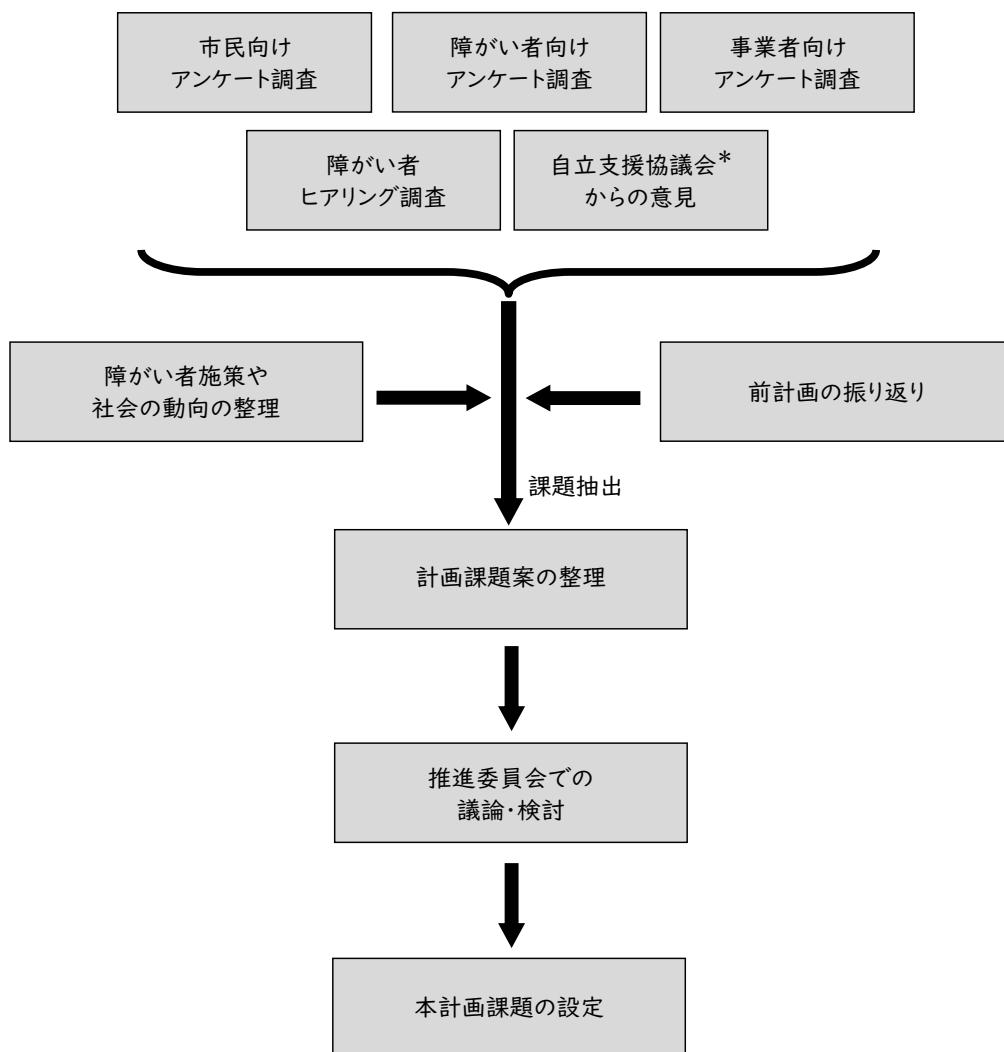 市民向け
アンケート調査
障がい者向け
アンケート調査
事業者向け
アンケート調査
障がい者
ヒアリング調査
自立支援協議会*
からの意見
障がい者施策や
社会の動向の整理
前計画の振り返り
課題抽出
計画課題案の整理
推進委員会での
議論・検討
本計画課題の設定